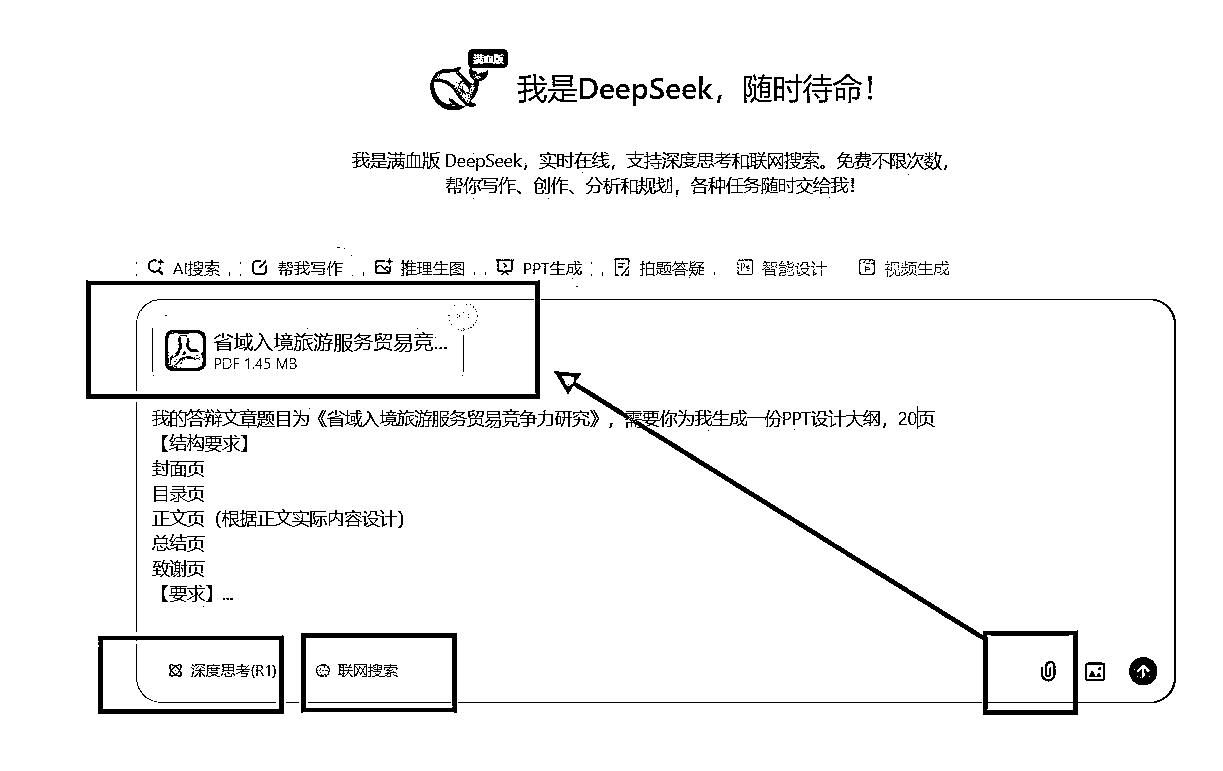 满血版
我是DeepSeek，随时待命！
我是满血版 DeepSeek，实时在线，支持深度思考和联网搜索。免费不限次数，
帮你写作、创作、分析和规划，各种任务随时交给我！
AI搜索 帮我写作 推理生图 PPT生成 拍题答疑 智能设计 视频生成
省域入境旅游服务贸易竞...
PDF 1.45 MB
我的答辩文章题目为《省域入境旅游服务贸易竞争力研究》，需要你为我生成一份PPT设计大纲，20页
【结构要求】
封面页
目录页
正文页（根据正文实际内容设计）
总结页
致谢页
【要求】...
深度思考(R1) 联网搜索